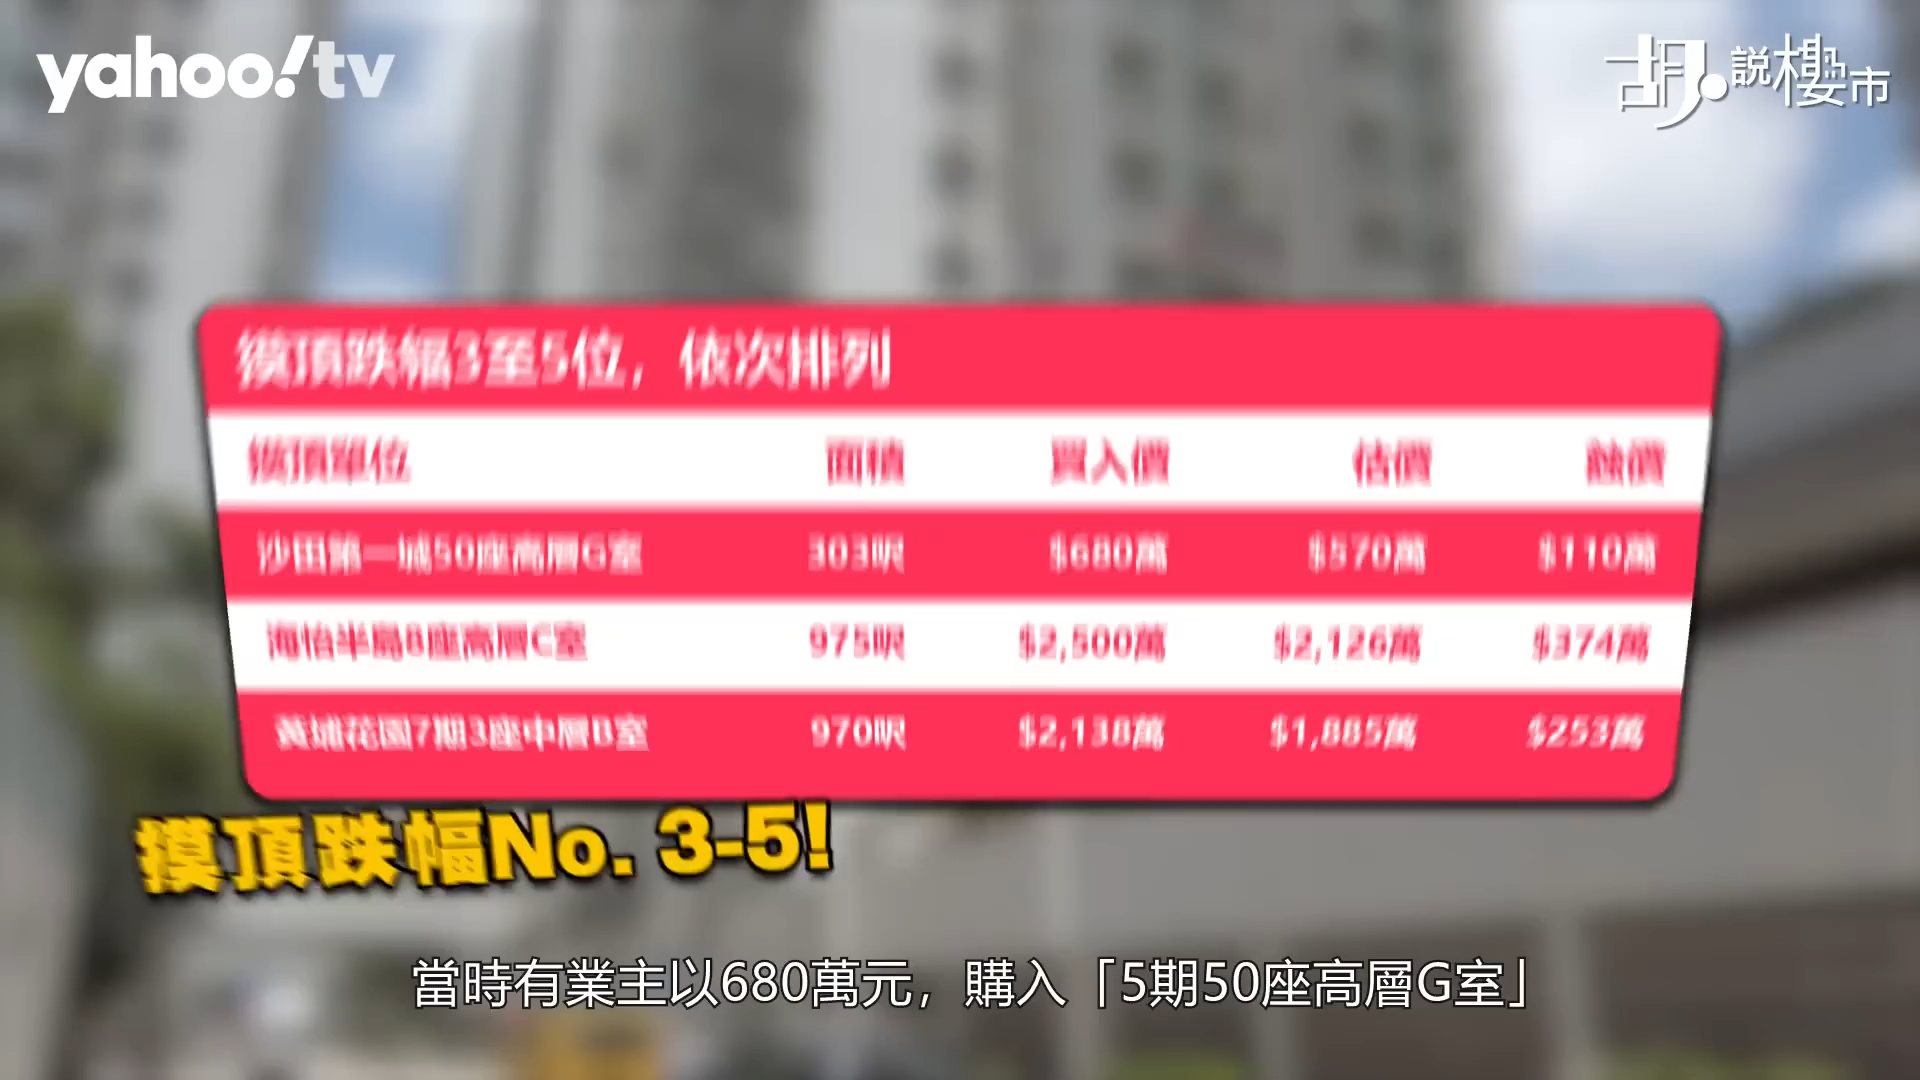 yahoo!tv
胡.説樓市
摸頂跌幅3至5位，依次排列
摸頂單位 面積 買入價 估價 蝕價
沙田第一城50座高層G室 303呎 $680萬 $570萬 $110萬
海怡半島8座高層C室 975呎 $2,500萬 $2,126萬 $374萬
黃埔花園7期3座中層B室 970呎 $2,138萬 $1,885萬 $253萬
摸頂跌幅No. 3-5!
當時有業主以680萬元，購入「5期50座高層G室」